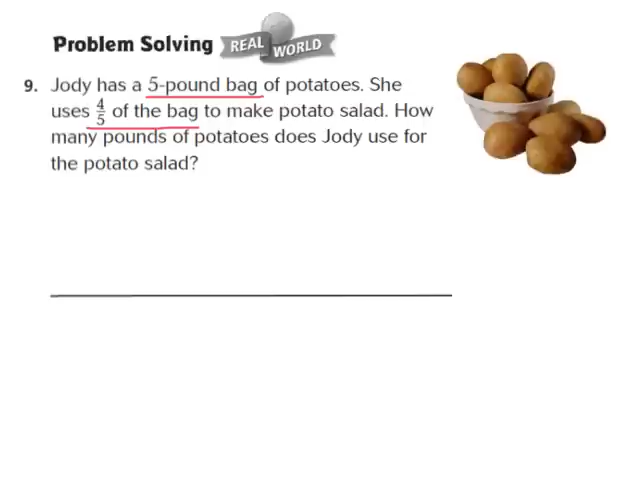 Problem Solving REAL WORLD
9. Jody has a 5-pound bag of potatoes. She
uses 4/5 of the bag to make potato salad. How
many pounds of potatoes does Jody use for
the potato salad?